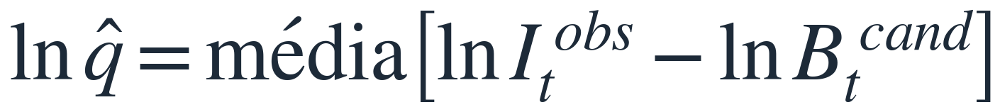 ln q̂ = média[ln I_t^{obs} − ln B_t^{cand}]